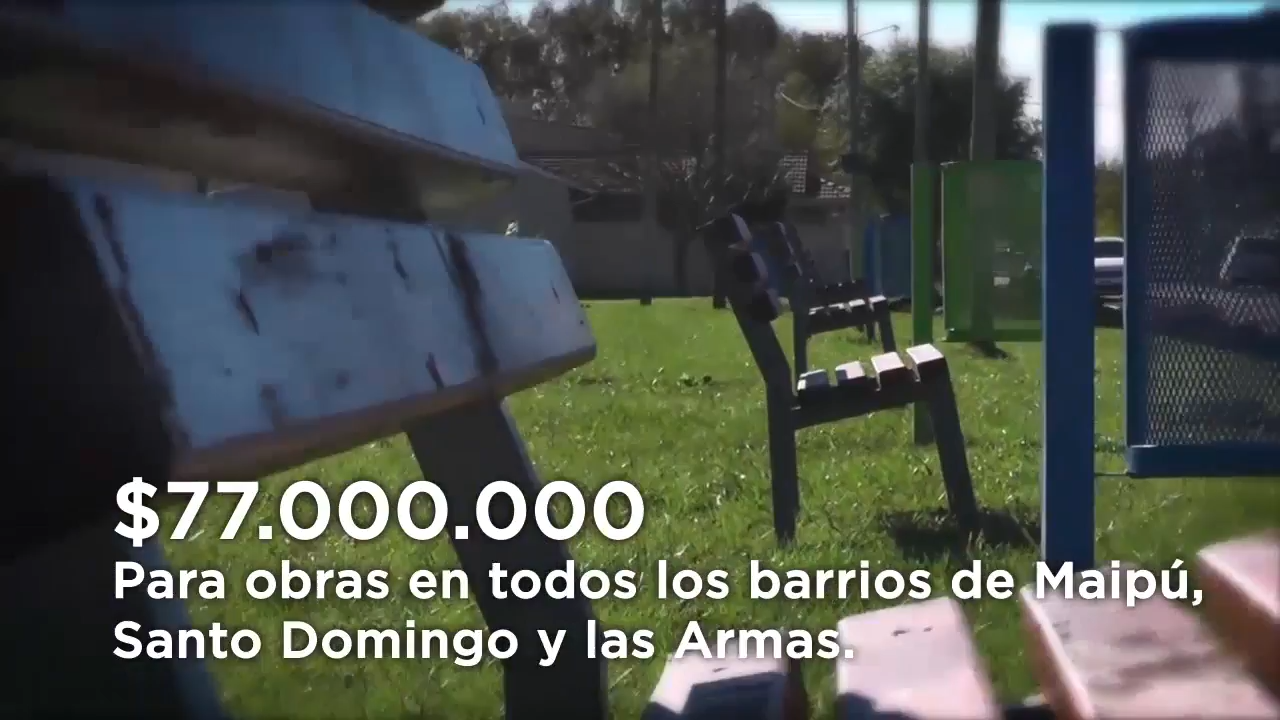 $77.000.000
Para obras en todos los barrios de Maipú,
Santo Domingo y las Armas.